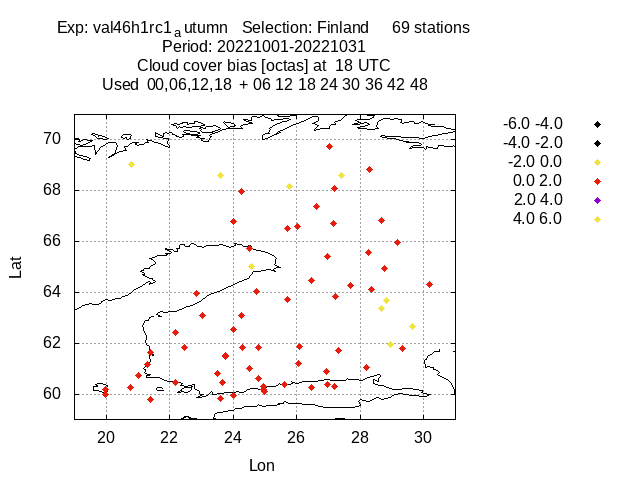 Exp: val46h1rc1autumn Selection: Finland 69 stations
Period: 20221001-20221031
Cloud cover bias [octas] at 18 UTC
Used 00,06,12,18 + 06 12 18 24 30 36 42 48
-6.0 -4.0
-4.0 -2.0
-2.0 0.0
0.0 2.0
2.0 4.0
4.0 6.0
70
68
66
64
62
60
Lat
20 22 24 26 28 30
Lon